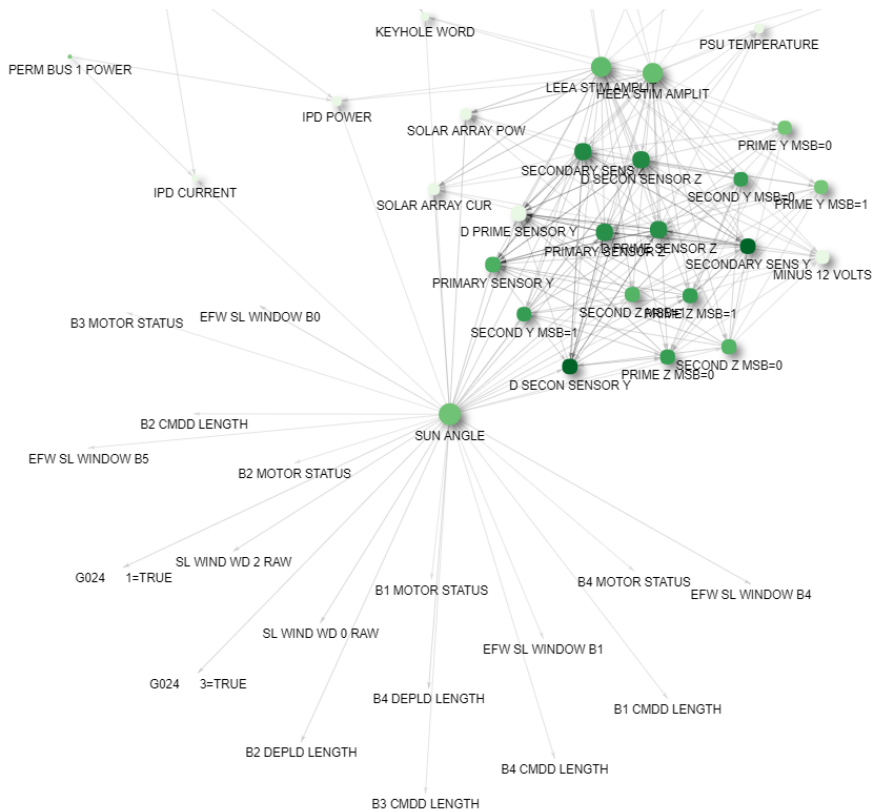 KEYHOLE WORD
PSU TEMPERATURE
PERM BUS 1 POWER
LEEA STIM AMPLIT
HEEA STIM AMPLIT
IPD POWER
SOLAR ARRAY POW
PRIME Y MSB=0
SECONDARY SENS Z
D SECON SENSOR Z
IPD CURRENT
SOLAR ARRAY CUR
SECOND Y MSB=0
PRIME Y MSB=1
D PRIME SENSOR Y
PRIMARY SENSOR Z
D PRIME SENSOR Z
SECONDARY SENS Y
MINUS 12 VOLTS
PRIMARY SENSOR Y
B3 MOTOR STATUS
EFW SL WINDOW B0
SECOND Z MSB=1
PRIME Z MSB=1
SECOND Y MSB=1
SECOND Z MSB=0
PRIME Z MSB=0
D SECON SENSOR Y
B2 CMDD LENGTH
SUN ANGLE
EFW SL WINDOW B5
B2 MOTOR STATUS
SL WIND WD 2 RAW
G024 1=TRUE
B1 MOTOR STATUS
B4 MOTOR STATUS
EFW SL WINDOW B4
SL WIND WD 0 RAW
EFW SL WINDOW B1
G024 3=TRUE
B4 DEPLD LENGTH
B1 CMDD LENGTH
B2 DEPLD LENGTH
B4 CMDD LENGTH
B3 CMDD LENGTH